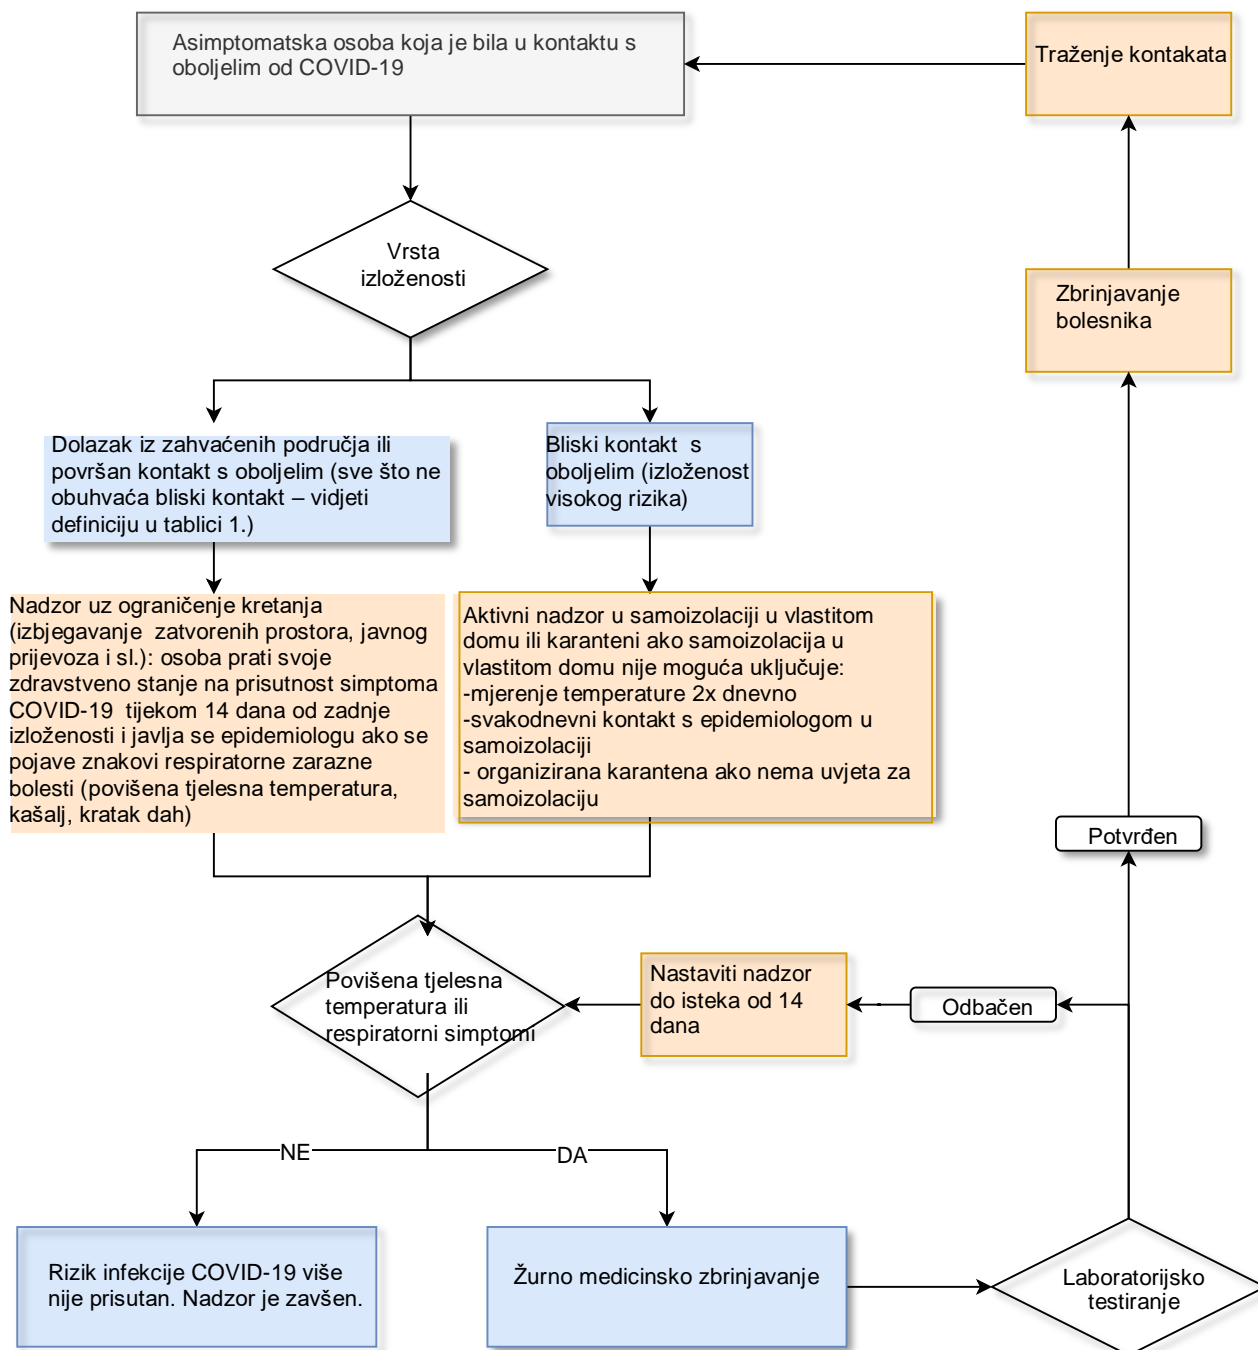 Asimptomatska osoba koja je bila u kontaktu s
oboljelim od COVID-19
Traženje kontakata
Vrsta
izloženosti
Zbrinjavanje
bolesnika
Dolazak iz zahvaćenih područja ili
površan kontakt s oboljelim (sve što ne
obuhvaća bliski kontakt – vidjeti
definiciju u tablici 1.)
Bliski kontakt  s
oboljelim (izloženost
visokog rizika)
Nadzor uz ograničenje kretanja
(izbjegavanje  zatvorenih prostora, javnog
prijevoza i sl.): osoba prati svoje
zdravstveno stanje na prisutnost simptoma
COVID-19  tijekom 14 dana od zadnje
izloženosti i javlja se epidemiologu ako se
pojave znakovi respiratorne zarazne
bolesti (povišena tjelesna temperatura,
kašalj, kratak dah)
Aktivni nadzor u samoizolaciji u vlastitom
domu ili karanteni ako samoizolacija u
vlastitom domu nije moguća uključuje:
-mjerenje temperature 2x dnevno
-svakodnevni kontakt s epidemiologom u
samoizolaciji
- organizirana karantena ako nema uvjeta za
samoizolaciju
Potvrđen
Povišena tjelesna
temperatura ili
respiratorni simptomi
Nastaviti nadzor
do isteka od 14
dana
Odbačen
NE
DA
Rizik infekcije COVID-19 više
nije prisutan. Nadzor je zavšen.
Žurno medicinsko zbrinjavanje
Laboratorijsko
testiranje